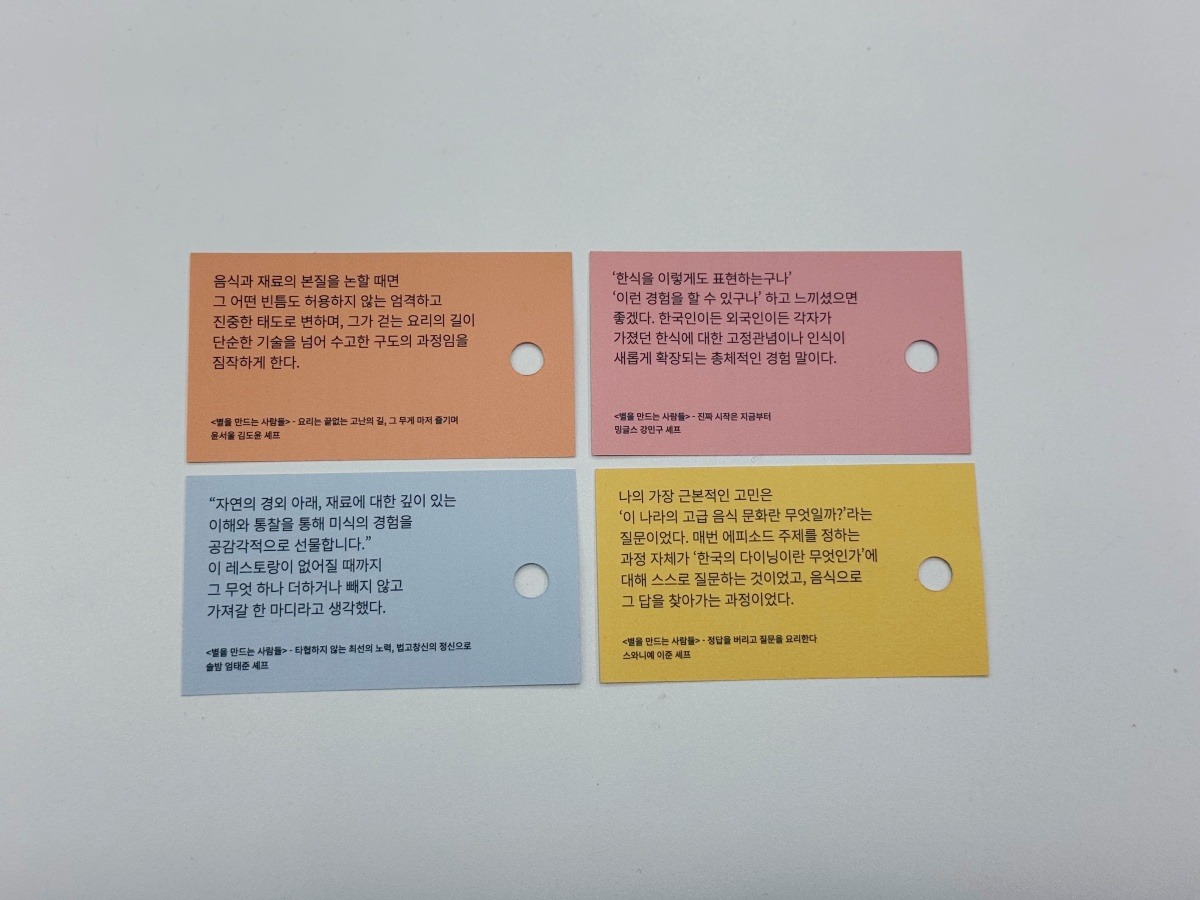 음식과 재료의 본질을 논할 때면
그 어떤 빈틈도 허용하지 않는 엄격하고
진중한 태도로 변하며, 그가 걷는 요리의 길이
단순한 기술을 넘어 수고한 구도의 과정임을
짐작하게 한다.
<별을 만드는 사람들> - 요리는 끝없는 고난의 길, 그 무게 마저 즐기며
윤서울 김도윤 셰프
‘한식을 이렇게도 표현하는구나’
‘이런 경험을 할 수 있구나’ 하고 느끼셨으면
좋겠다. 한국인이든 외국인이든 각자가
가졌던 한식에 대한 고정관념이나 인식이
새롭게 확장되는 총체적인 경험 말이다.
<별을 만드는 사람들> - 진짜 시작은 지금부터
밍글스 강민구 셰프
“자연의 경외 아래, 재료에 대한 깊이 있는
이해와 통찰을 통해 미식의 경험을
공감각적으로 선물합니다.”
이 레스토랑이 없어질 때까지
그 무엇 하나 더하거나 빼지 않고
가져갈 한 마디라고 생각했다.
<별을 만드는 사람들> - 타협하지 않는 최선의 노력, 법고창신의 정신으로
솔밤 엄태준 셰프
나의 가장 근본적인 고민은
‘이 나라의 고급 음식 문화란 무엇일까?’라는
질문이었다. 매번 에피소드 주제를 정하는
과정 자체가 ‘한국의 다이닝이란 무엇인가’에
대해 스스로 질문하는 것이었고, 음식으로
그 답을 찾아가는 과정이었다.
<별을 만드는 사람들> - 정답을 버리고 질문을 요리한다
스와니예 이준 셰프